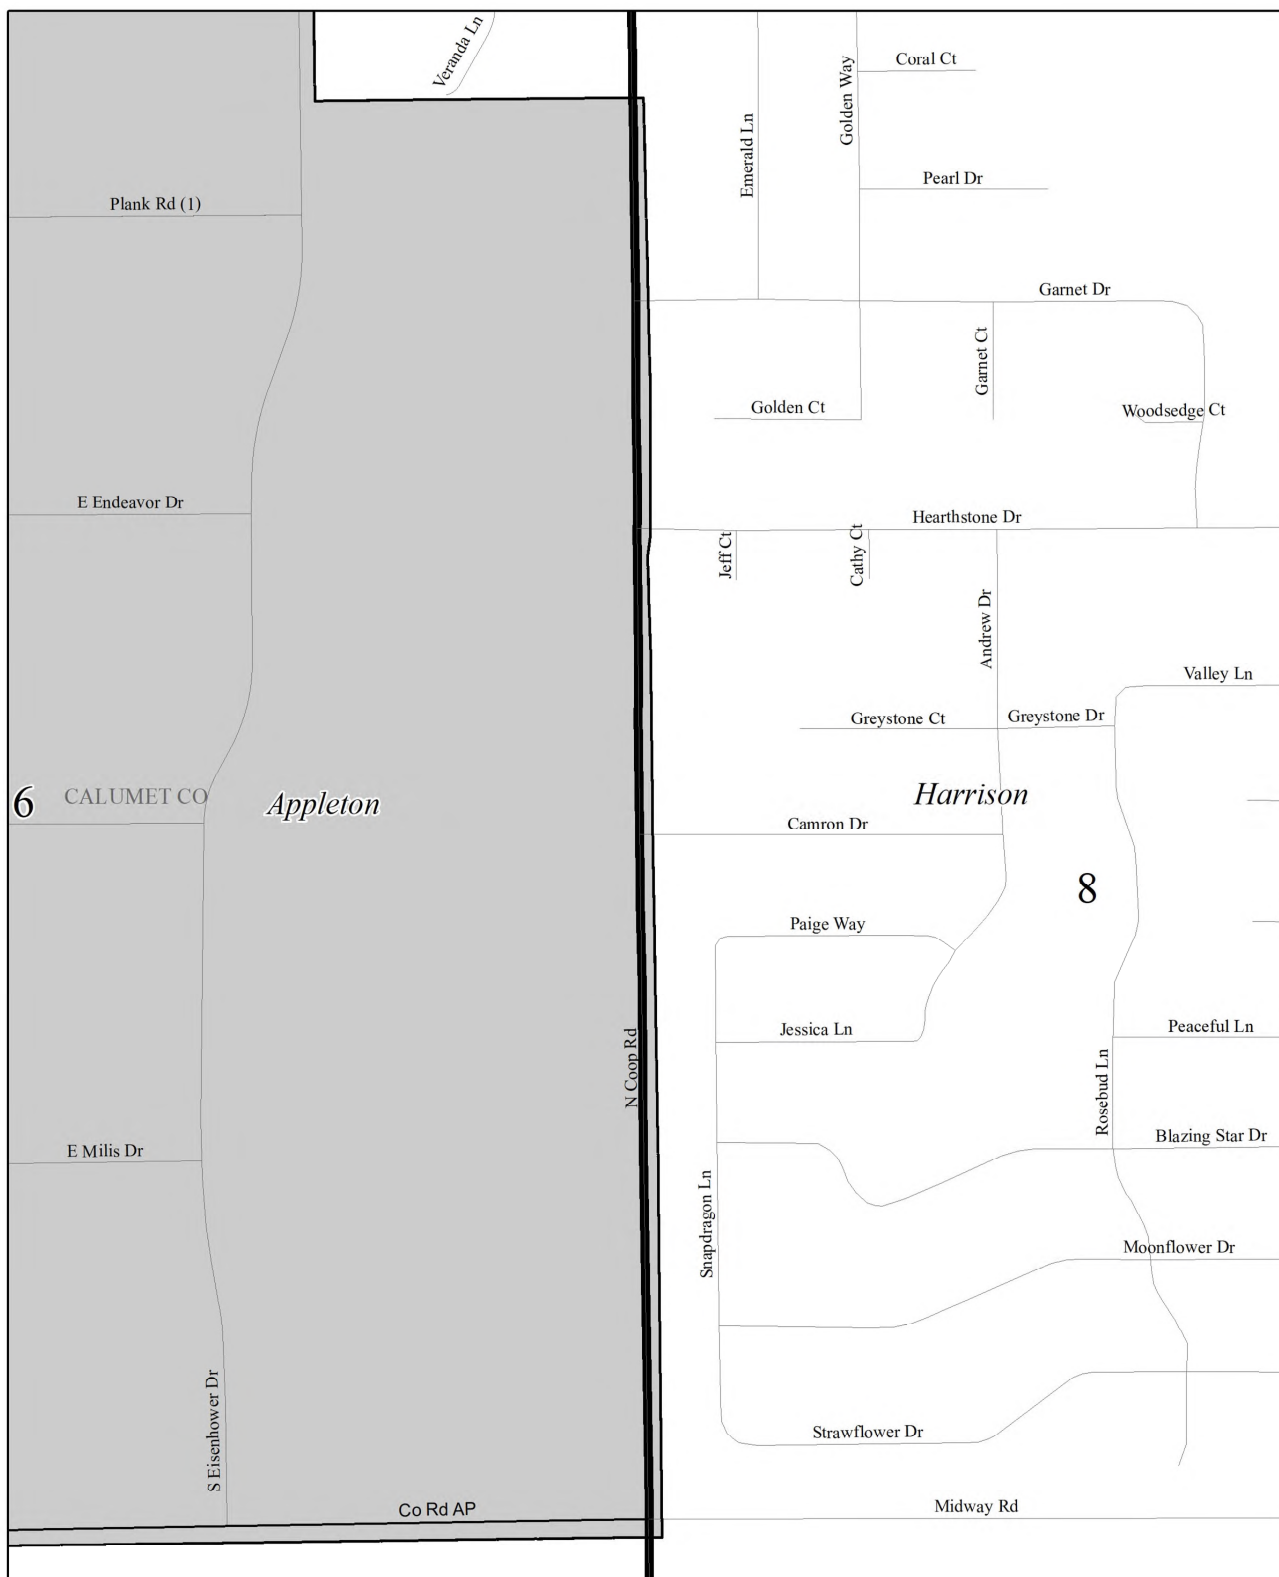 Veranda Ln
Coral Ct
Golden Way
Emerald Ln
Pearl Dr
Plank Rd (1)
Garnet Dr
Garnet Ct
Golden Ct
Woodsedge Ct
E Endeavor Dr
Hearthstone Dr
Jeff Ct
Cathy Ct
Andrew Dr
Valley Ln
Greystone Ct
Greystone Dr
6
CALUMET CO
Appleton
Harrison
Camron Dr
8
Paige Way
Jessica Ln
Peaceful Ln
N Coop Rd
Rosebud Ln
E Milis Dr
Blazing Star Dr
Snapdragon Ln
Moonflower Dr
S Eisenhower Dr
Strawflower Dr
Co Rd AP
Midway Rd